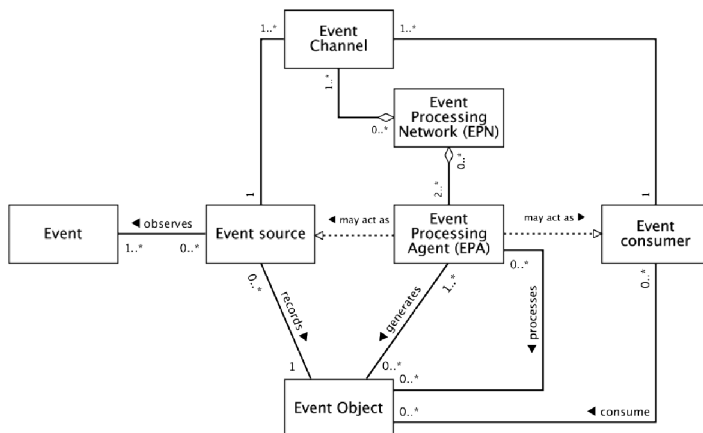 Event
Channel
1..*
1..*
1..*
Event
Processing
Network (EPN)
0..*
0..*
1
2..*
1
Event
◄ observes
1..*
0..*
Event source
◄ may act as
Event
Processing
Agent (EPA)
may act as ►
Event
consumer
0..*
records ►
1
1..*
◄ generates
0..*
0..*
◄ processes
0..*
0..*
◄ consume
0..*
Event Object